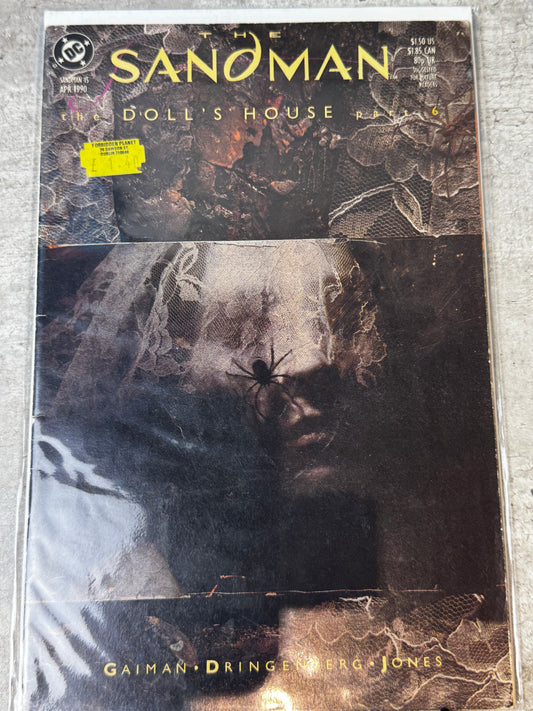 THE
SANDMAN
DC
SANDMAN 15
APR 1990
$1.50 US
$1.85 CAN
80p UK
SUGGESTED
FOR MATURE
READERS
the DOLL'S HOUSE part 6
FORBIDDEN PLANET
GAIMAN • DRINGENBERG • JONES